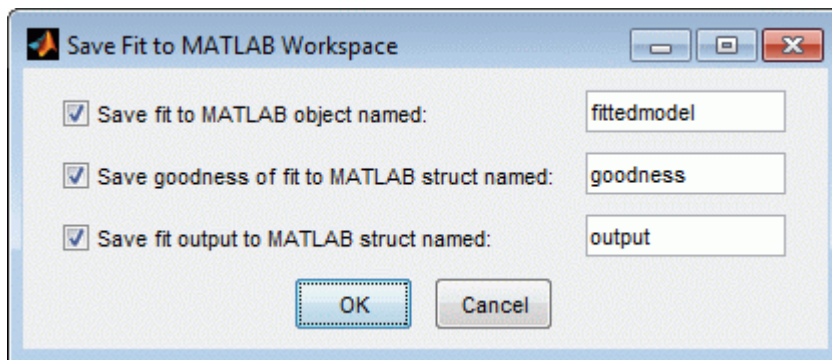 Save Fit to MATLAB Workspace
Save fit to MATLAB object named: fittedmodel
Save goodness of fit to MATLAB struct named: goodness
Save fit output to MATLAB struct named: output
OK Cancel